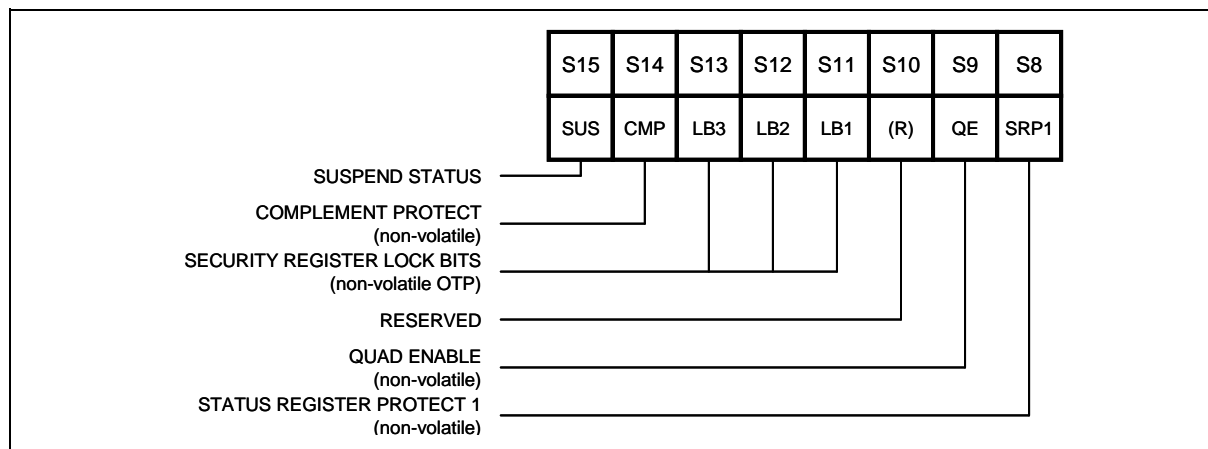 S15 S14 S13 S12 S11 S10 S9 S8
SUS CMP LB3 LB2 LB1 (R) QE SRP1
SUSPEND STATUS
COMPLEMENT PROTECT
(non-volatile)
SECURITY REGISTER LOCK BITS
(non-volatile OTP)
RESERVED
QUAD ENABLE
(non-volatile)
STATUS REGISTER PROTECT 1
(non-volatile)